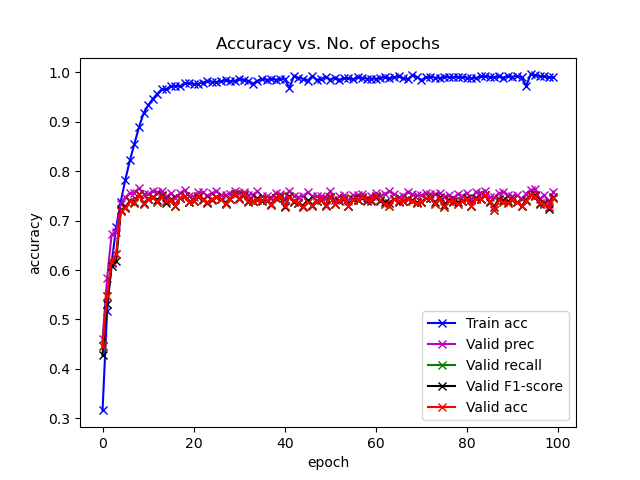 Accuracy vs. No. of epochs
1.0
0.9
0.8
0.7
0.6
0.5
0.4
0.3
accuracy
0 20 40 60 80 100
epoch
Train acc
Valid prec
Valid recall
Valid F1-score
Valid acc